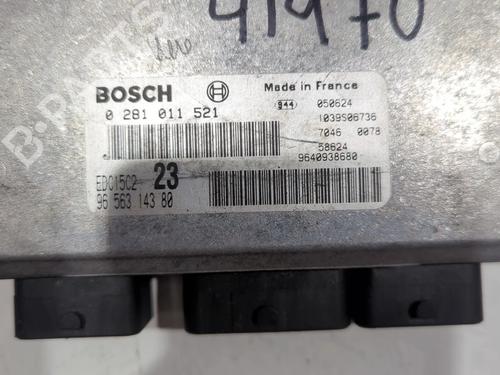 41970
BOSCH
Made in France
0 281 011 521
944 050624
1039S06736
7046 0078
58624
9640938680
EDC15C2 23
96 563 143 80